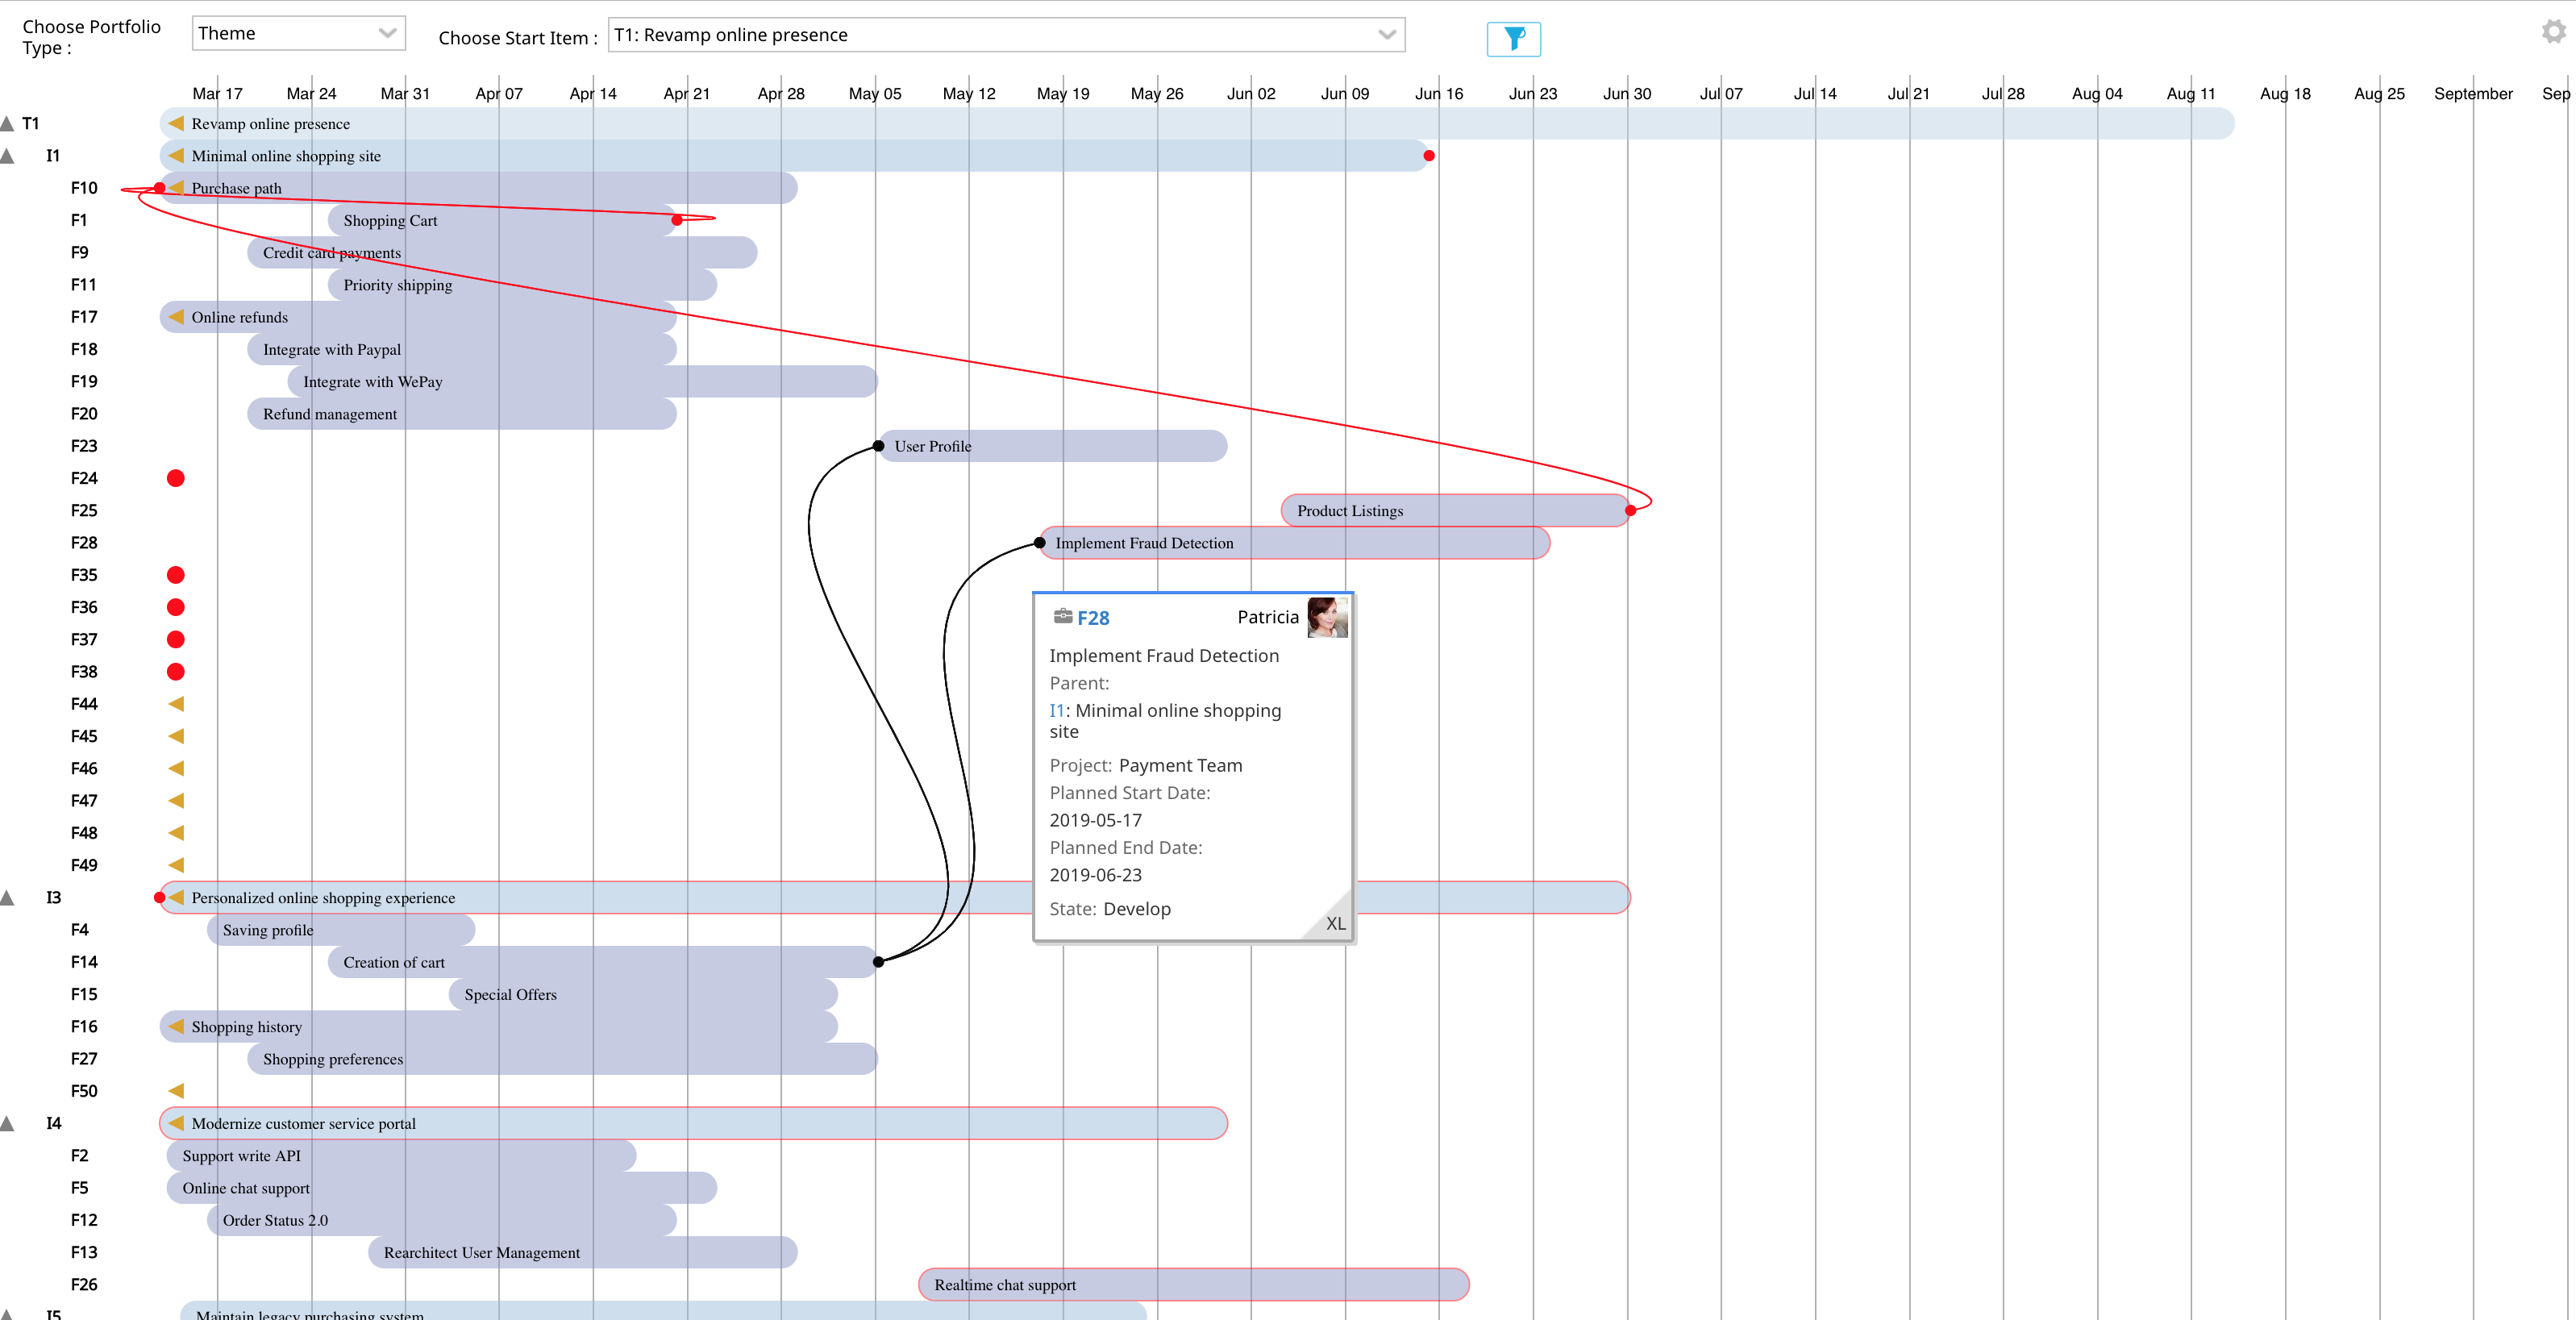 Choose Portfolio
Type :
Theme
Choose Start Item :
T1: Revamp online presence
Mar 17 Mar 24 Mar 31 Apr 07 Apr 14 Apr 21 Apr 28 May 05 May 12 May 19 May 26 Jun 02 Jun 09 Jun 16 Jun 23 Jun 30 Jul 07 Jul 14 Jul 21 Jul 28 Aug 04 Aug 11 Aug 18 Aug 25 September Sep
T1 Revamp online presence
I1 Minimal online shopping site
F10 Purchase path
F1 Shopping Cart
F9 Credit card payments
F11 Priority shipping
F17 Online refunds
F18 Integrate with Paypal
F19 Integrate with WePay
F20 Refund management
F23 User Profile
F24
F25 Product Listings
F28 Implement Fraud Detection
F35
F36
F37
F38
F44
F45
F46
F47
F48
F49
F28 Patricia
Implement Fraud Detection
Parent:
I1: Minimal online shopping
site
Project: Payment Team
Planned Start Date:
2019-05-17
Planned End Date:
2019-06-23
State: Develop
XL
I3 Personalized online shopping experience
F4 Saving profile
F14 Creation of cart
F15 Special Offers
F16 Shopping history
F27 Shopping preferences
F50
I4 Modernize customer service portal
F2 Support write API
F5 Online chat support
F12 Order Status 2.0
F13 Rearchitect User Management
F26 Realtime chat support
I5 Maintain legacy purchasing system